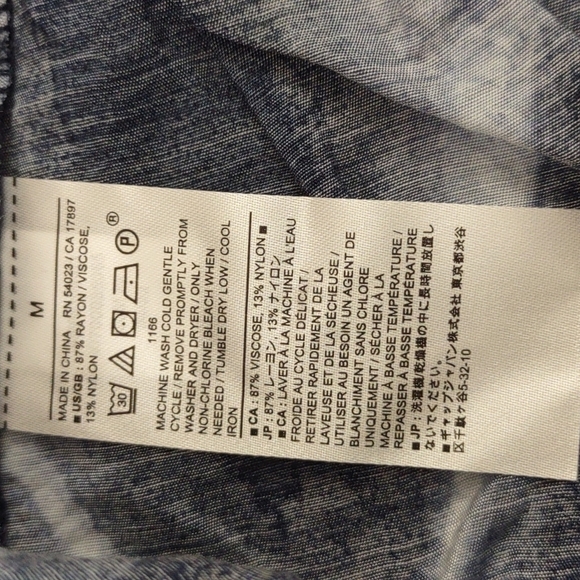 M
MADE IN CHINA RN 54023 / CA 17897
■ US/GB : 87% RAYON / VISCOSE,
13% NYLON
30 P ®
1166
MACHINE WASH COLD GENTLE
CYCLE / REMOVE PROMPTLY FROM
WASHER AND DRYER / ONLY
NON-CHLORINE BLEACH WHEN
NEEDED / TUMBLE DRY LOW / COOL
IRON
■ CA : 87% VISCOSE, 13% NYLON ■
JP : 87% レーヨン, 13% ナイロン
■ CA : LAVER À LA MACHINE À L'EAU
FROIDE AU CYCLE DÉLICAT /
RETIRER RAPIDEMENT DE LA
LAVEUSE ET DE LA SÉCHEUSE /
UTILISER AU BESOIN UN AGENT DE
BLANCHIMENT SANS CHLORE
UNIQUEMENT / SÉCHER À LA
MACHINE À BASSE TEMPÉRATURE /
REPASSER À BASSE TEMPÉRATURE
■ JP : 洗濯機乾燥機の中に長時間放置し
ないでください。
■ ギャップジャパン株式会社 東京都渋谷
区千駄ヶ谷5-32-10